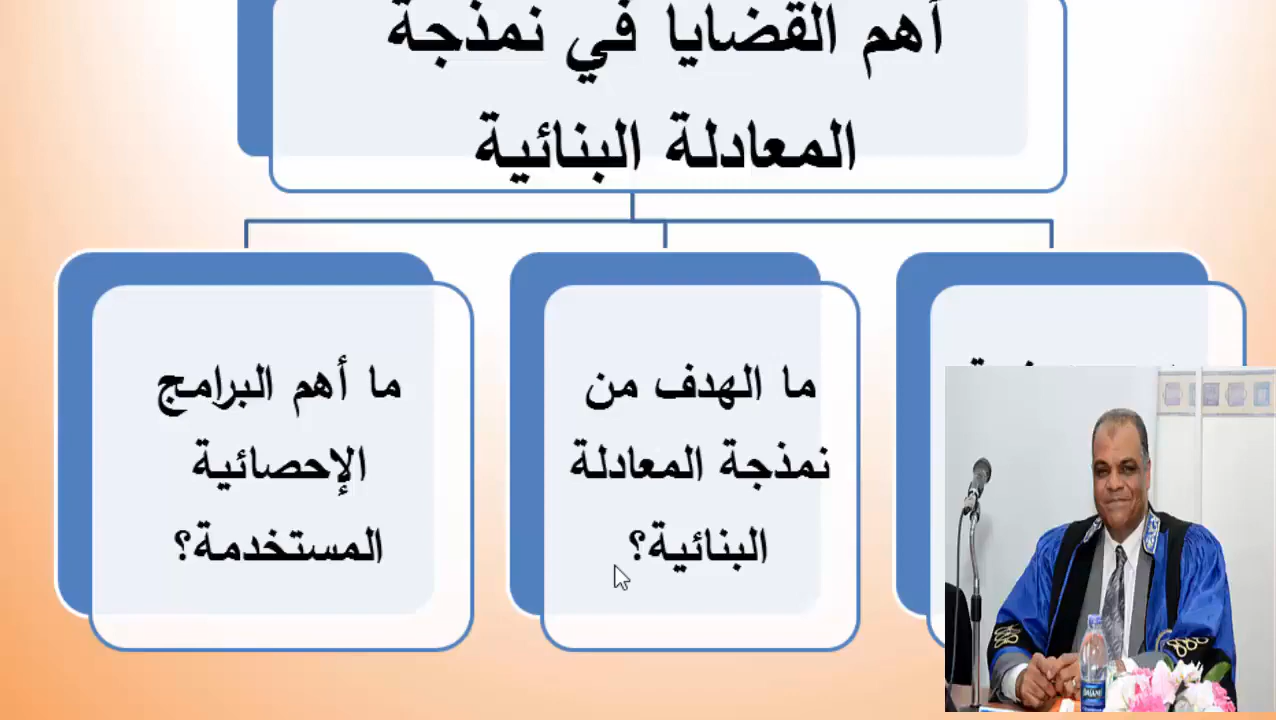 أهم القضايا في نمذجة
المعادلة البنائية
ما الهدف من
نمذجة المعادلة
البنائية؟
ما أهم البرامج
الإحصائية
المستخدمة؟